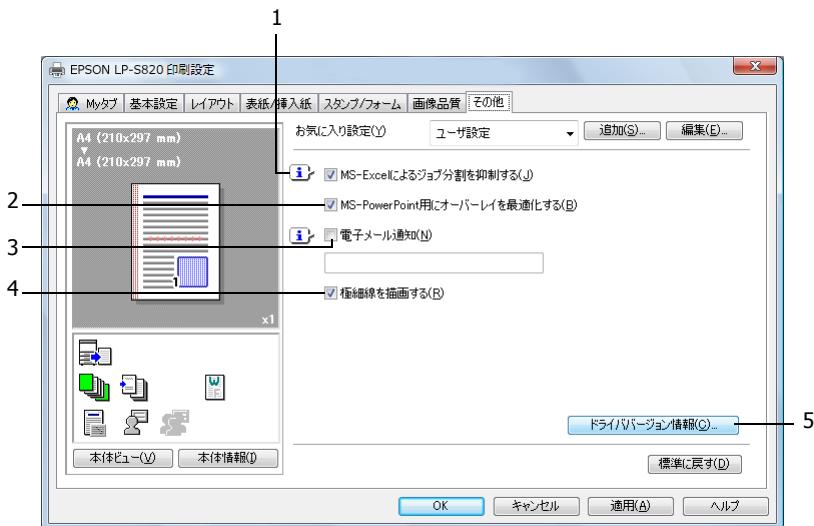 1
EPSON LP-S820 印刷設定
Myタブ 基本設定 レイアウト 表紙/挿入紙 スタンプ/フォーム 画像品質 その他
A4 (210x297 mm)
A4 (210x297 mm)
1
x1
W
F
本体ビュー(V) 本体情報(I)
お気に入り設定(Y) ユーザ設定 追加(S)... 編集(E)...
MS-Excelによるジョブ分割を抑制する(J)
2 MS-PowerPoint用にオーバーレイを最適化する(B)
3 電子メール通知(N)
4 極細線を描画する(R)
ドライババージョン情報(C)... 5
標準に戻す(D)
OK キャンセル 適用(A) ヘルプ